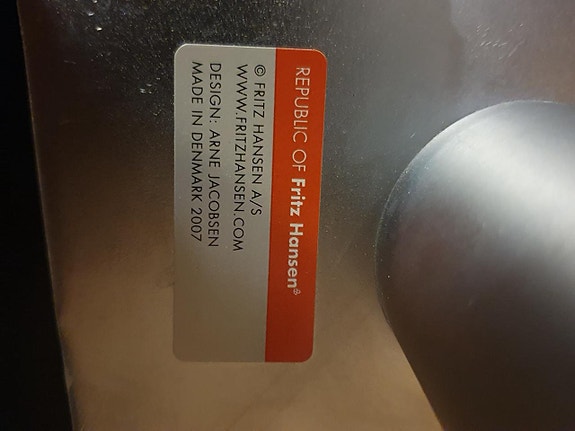 REPUBLIC OF Fritz Hansen®
© FRITZ HANSEN A/S
WWW.FRITZHANSEN.COM
DESIGN: ARNE JACOBSEN
MADE IN DENMARK 2007